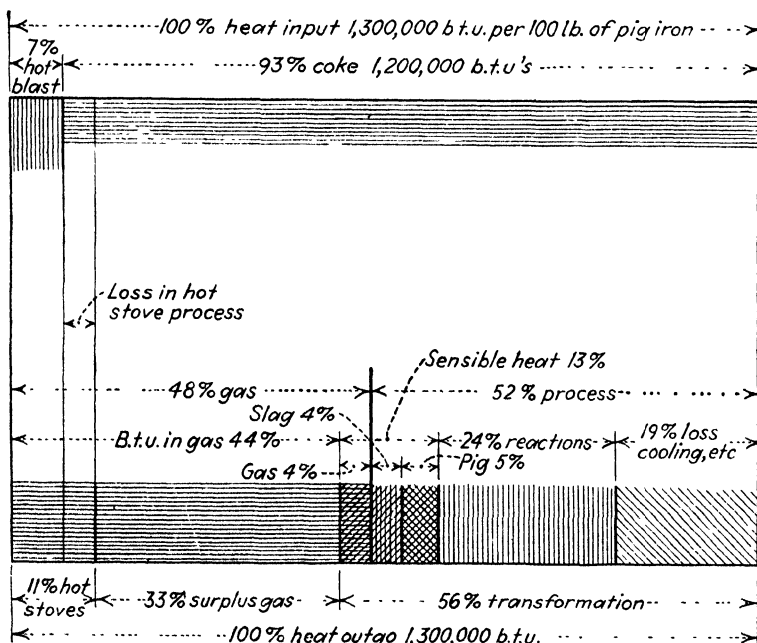 100% heat input 1,300,000 b.t.u. per 100 lb. of pig iron
7%
hot
blast
93% coke 1,200,000 b.t.u's
Loss in hot
stove process
Sensible heat 13%
48% gas
52% process
Slag 4%
B.t.u. in gas 44%
24% reactions
19% loss
cooling, etc
Gas 4%
Pig 5%
11% hot
stoves
33% surplus gas
56% transformation
100% heat outgo 1,300,000 b.t.u.